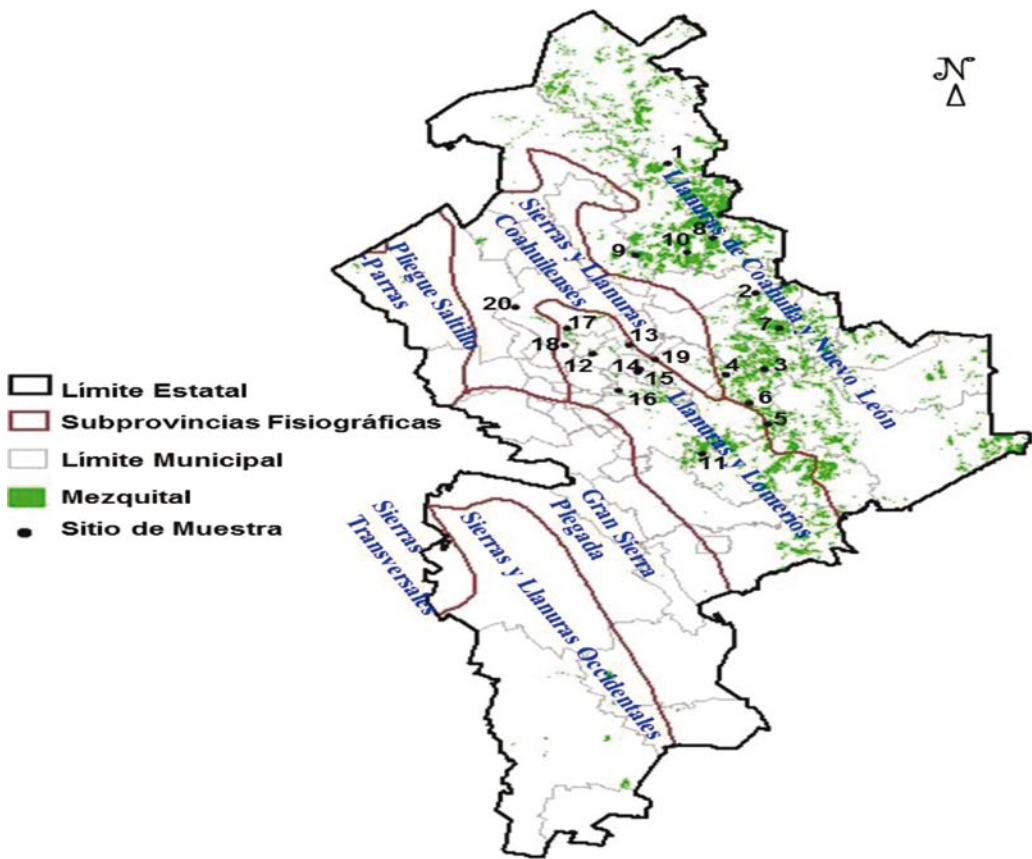 N
1
Llanuras de Coahuila y Nuevo León
8
10
9
Sierras y Llanuras
Coahuilenses
Pliegue Saltillo
-Parras
2
20
17
7
13
18
12
19
14
15
4
3
16
6
5
Llanuras y Lomeríos
11
Límite Estatal
Subprovincias Fisiográficas
Límite Municipal
Mezquital
Sitio de Muestra
Gran Sierra
Plegada
Sierras
Transversales
Sierras y Llanuras Occidentales